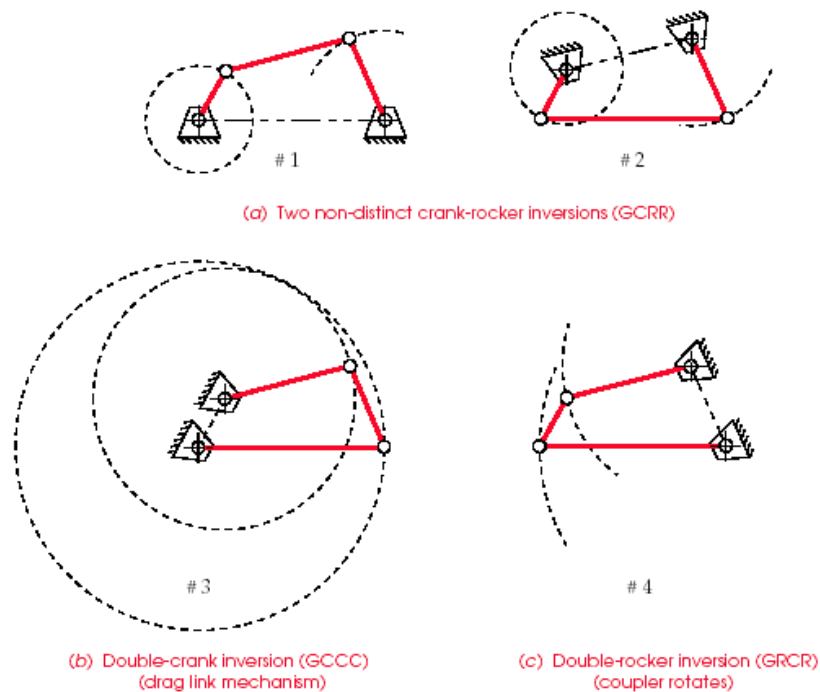 # 1
# 2
(a) Two non-distinct crank-rocker inversions (GCRR)
# 3
# 4
(b) Double-crank inversion (GCCC)
(drag link mechanism)
(c) Double-rocker inversion (GRCR)
(coupler rotates)